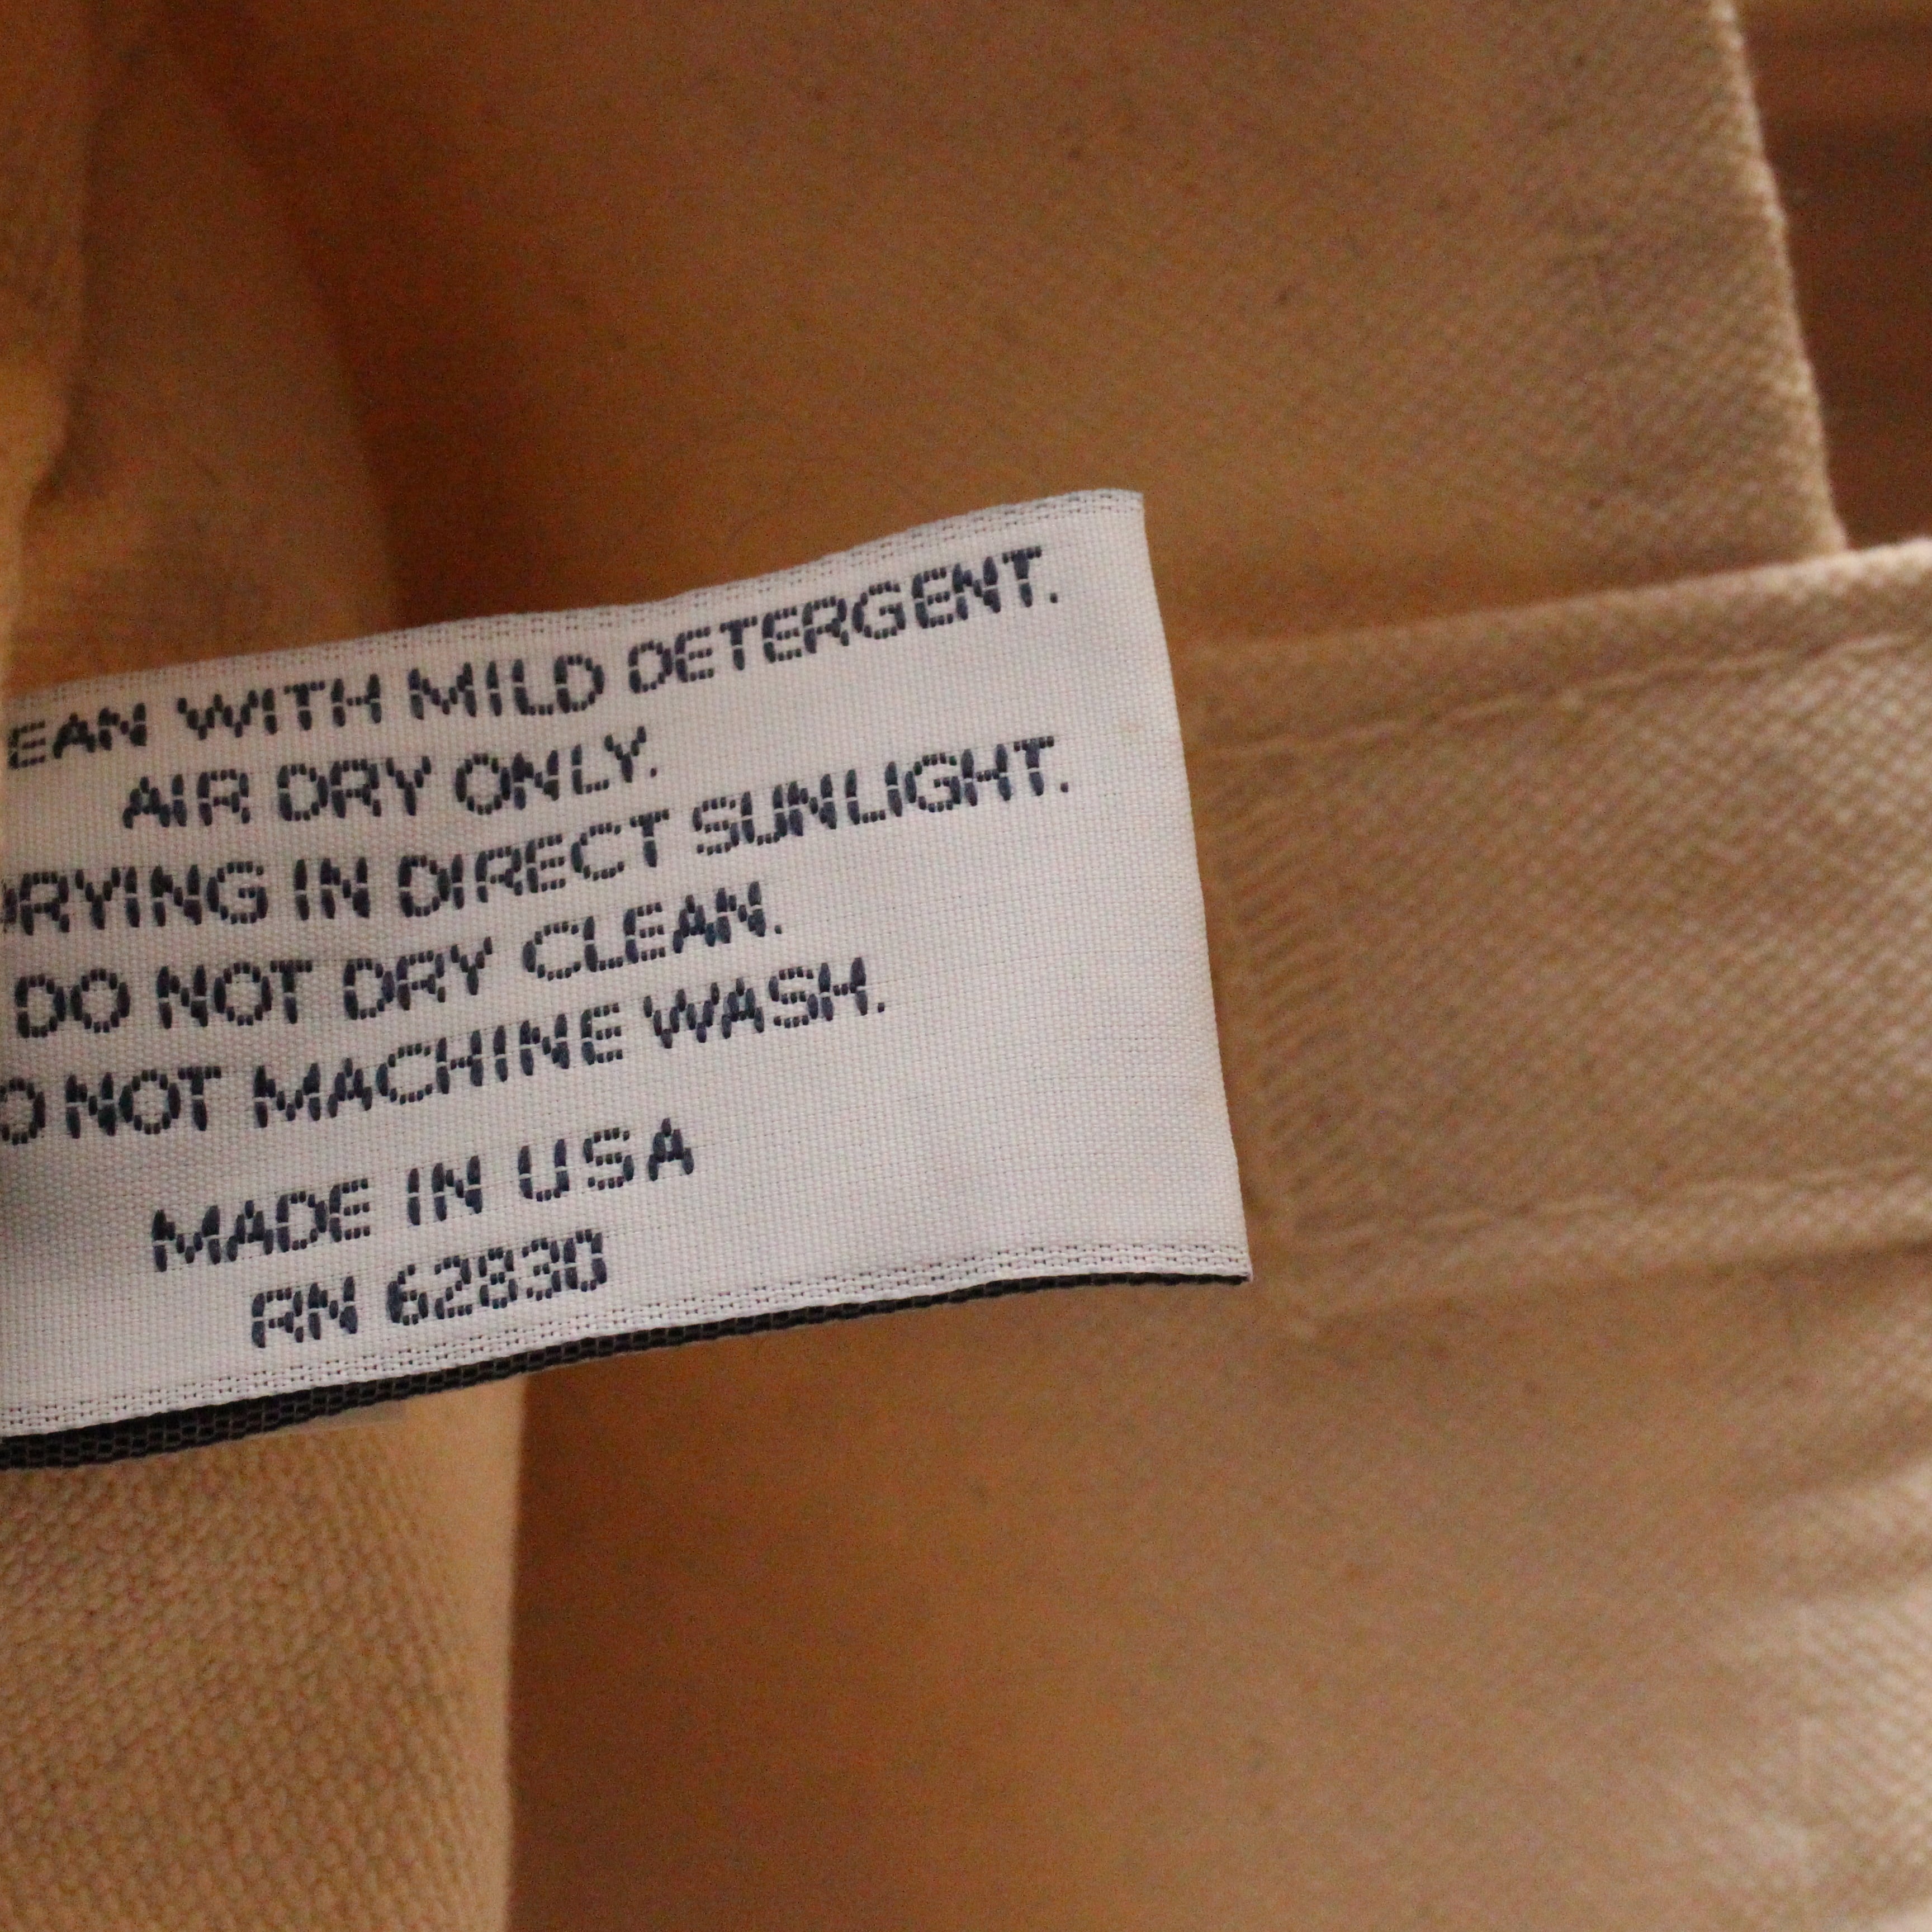 EAN WITH MILD DETERGENT.
AIR DRY ONLY.
DRYING IN DIRECT SUNLIGHT.
DO NOT DRY CLEAN.
O NOT MACHINE WASH.
MADE IN USA
RN 62830